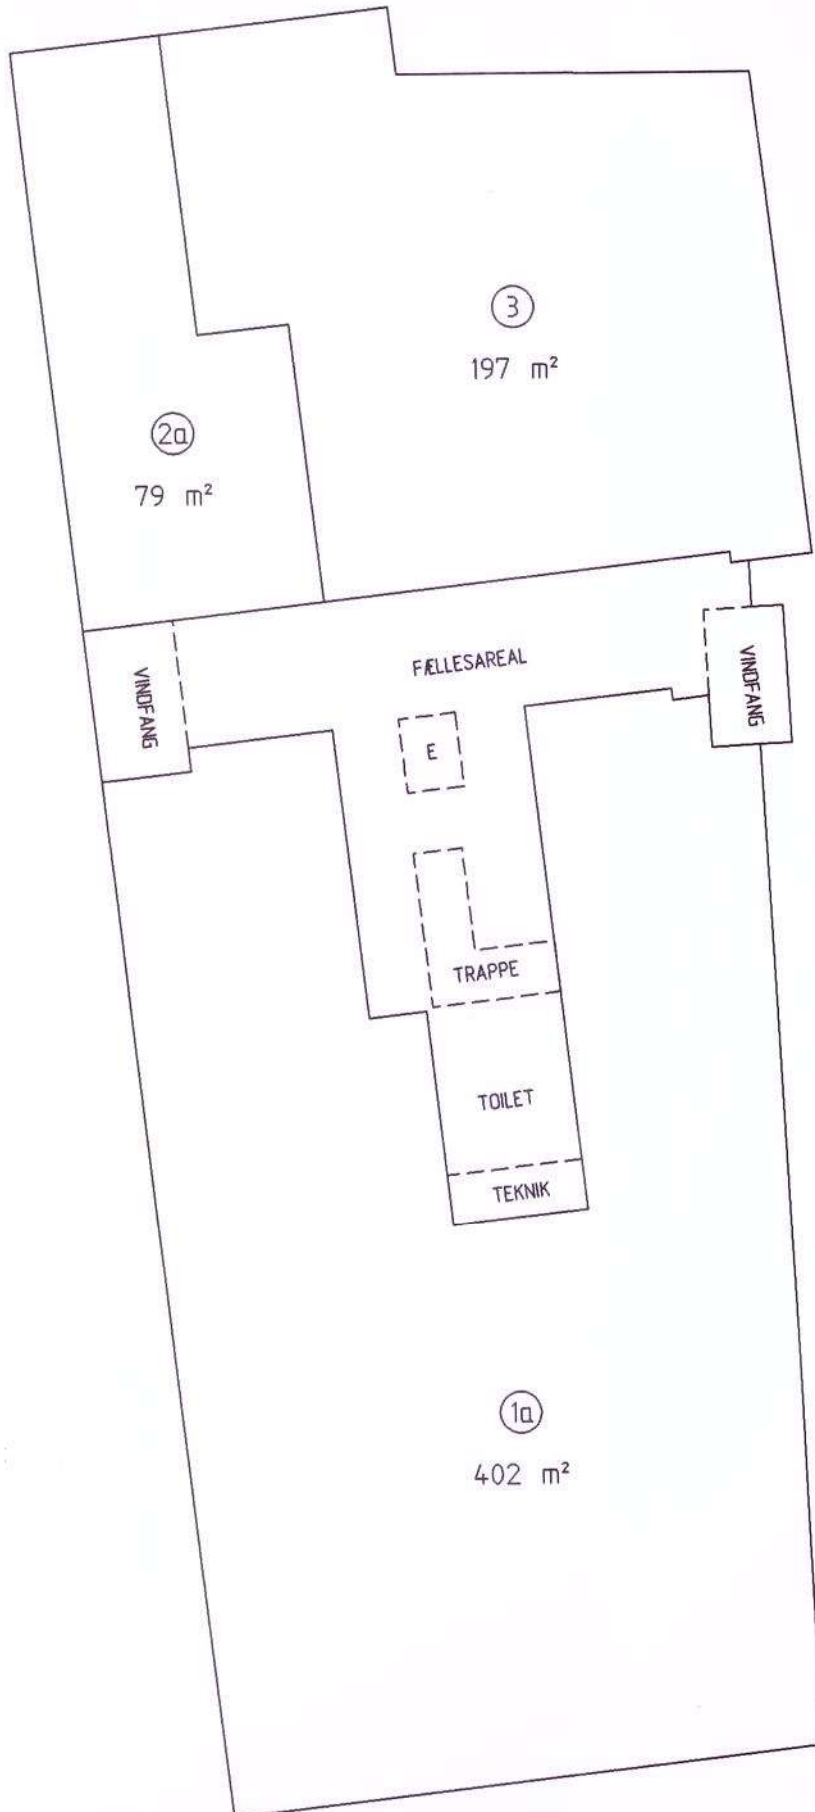 3
197 m²
2a
79 m²
FÆLLESAREAL
VINDFANG
VINDFANG
E
TRAPPE
TOILET
TEKNIK
1a
402 m²